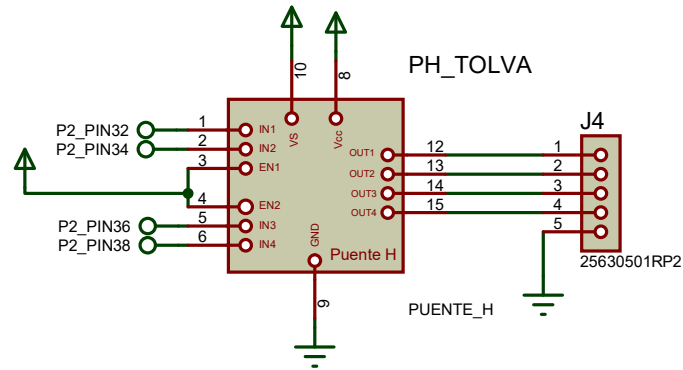 PH_TOLVA
10
8
VS
Vcc
P2_PIN32 1 IN1
P2_PIN34 2 IN2
3 EN1
4 EN2
P2_PIN36 5 IN3
P2_PIN38 6 IN4
OUT1 12
OUT2 13
OUT3 14
OUT4 15
GND
Puente H
9
PUENTE_H
J4
1
2
3
4
5
25630501RP2